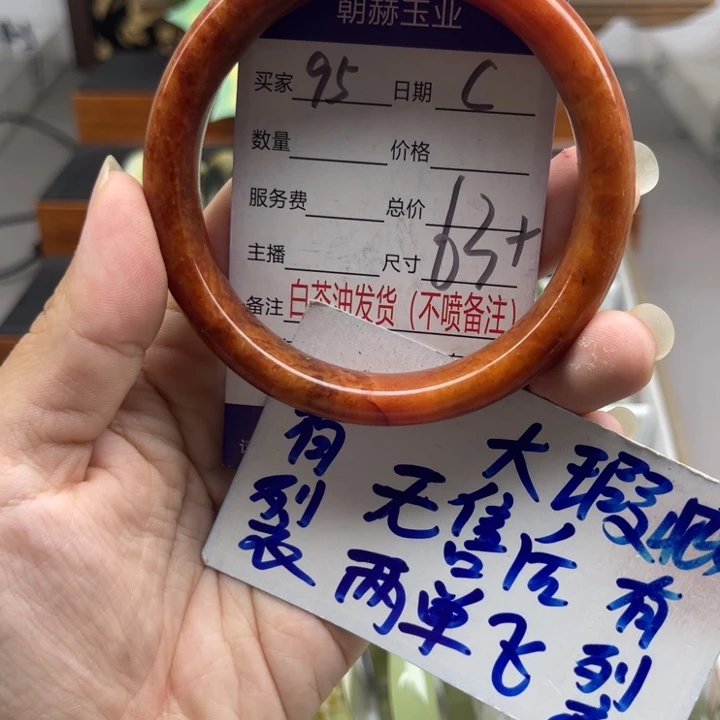 朝赫玉业
买家 95 日期 C
数量 价格
服务费 总价
主播 尺寸 63+
备注 白茶油发货（不喷备注）
有裂
大瑕
无售后
两单飞
有裂